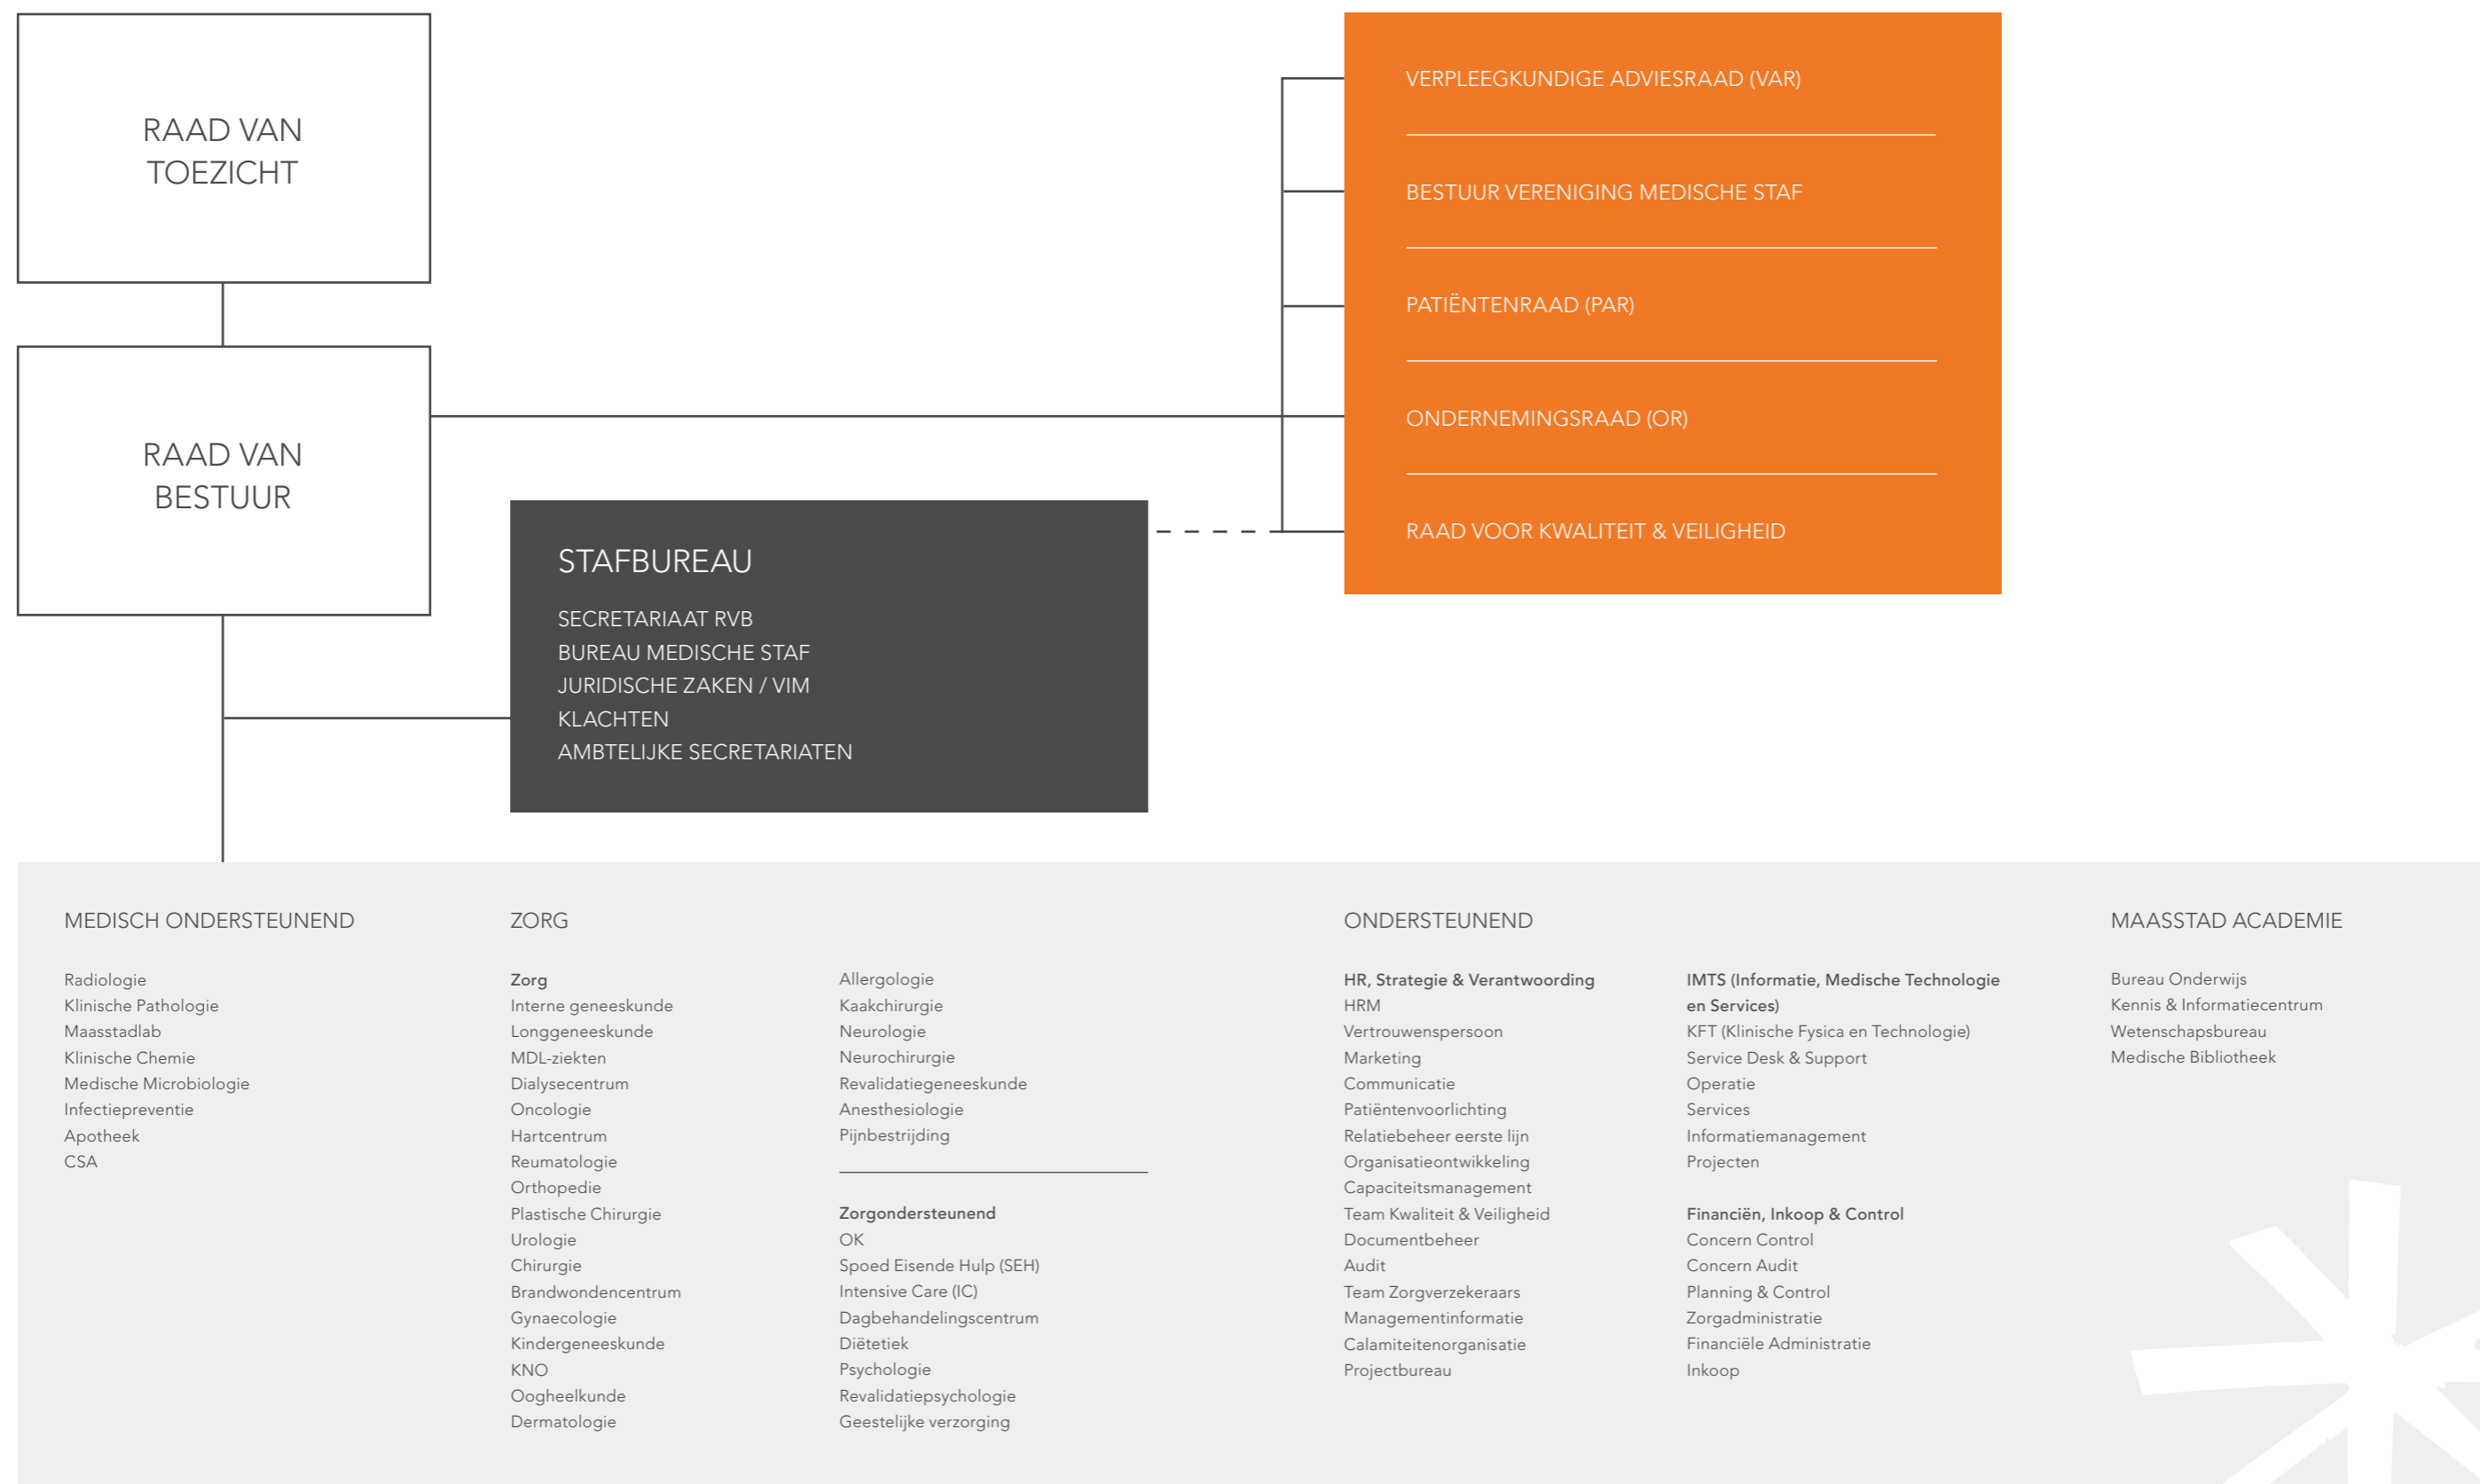 RAAD VAN
TOEZICHT
RAAD VAN
BESTUUR
VERPLEEGKUNDIGE ADVIESRAAD (VAR)
BESTUUR VERENIGING MEDISCHE STAF
PATIËNTENRAAD (PAR)
ONDERNEMINGSRAAD (OR)
RAAD VOOR KWALITEIT & VEILIGHEID
STAFBUREAU
SECRETARIAAT RVB
BUREAU MEDISCHE STAF
JURIDISCHE ZAKEN / VIM
KLACHTEN
AMBTELIJKE SECRETARIATEN
MEDISCH ONDERSTEUNEND
Radiologie
Klinische Pathologie
Maasstadlab
Klinische Chemie
Medische Microbiologie
Infectiepreventie
Apotheek
CSA
ZORG
Zorg
Interne geneeskunde
Longgeneeskunde
MDL-ziekten
Dialysecentrum
Oncologie
Hartcentrum
Reumatologie
Orthopedie
Plastische Chirurgie
Urologie
Chirurgie
Brandwondencentrum
Gynaecologie
Kindergeneeskunde
KNO
Oogheelkunde
Dermatologie
Allergologie
Kaakchirurgie
Neurologie
Neurochirurgie
Revalidatiegeneeskunde
Anesthesiologie
Pijnbestrijding
Zorgondersteunend
OK
Spoed Eisende Hulp (SEH)
Intensive Care (IC)
Dagbehandelingscentrum
Diëtetiek
Psychologie
Revalidatiepsychologie
Geestelijke verzorging
ONDERSTEUNEND
HR, Strategie & Verantwoording
HRM
Vertrouwenspersoon
Marketing
Communicatie
Patiëntenvoorlichting
Relatiebeheer eerste lijn
Organisatieontwikkeling
Capaciteitsmanagement
Team Kwaliteit & Veiligheid
Documentbeheer
Audit
Team Zorgverzekeraars
Managementinformatie
Calamiteitenorganisatie
Projectbureau
IMTS (Informatie, Medische Technologie
en Services)
KFT (Klinische Fysica en Technologie)
Service Desk & Support
Operatie
Services
Informatiemanagement
Projecten
Financiën, Inkoop & Control
Concern Control
Concern Audit
Planning & Control
Zorgadministratie
Financiële Administratie
Inkoop
MAASSTAD ACADEMIE
Bureau Onderwijs
Kennis & Informatiecentrum
Wetenschapsbureau
Medische Bibliotheek